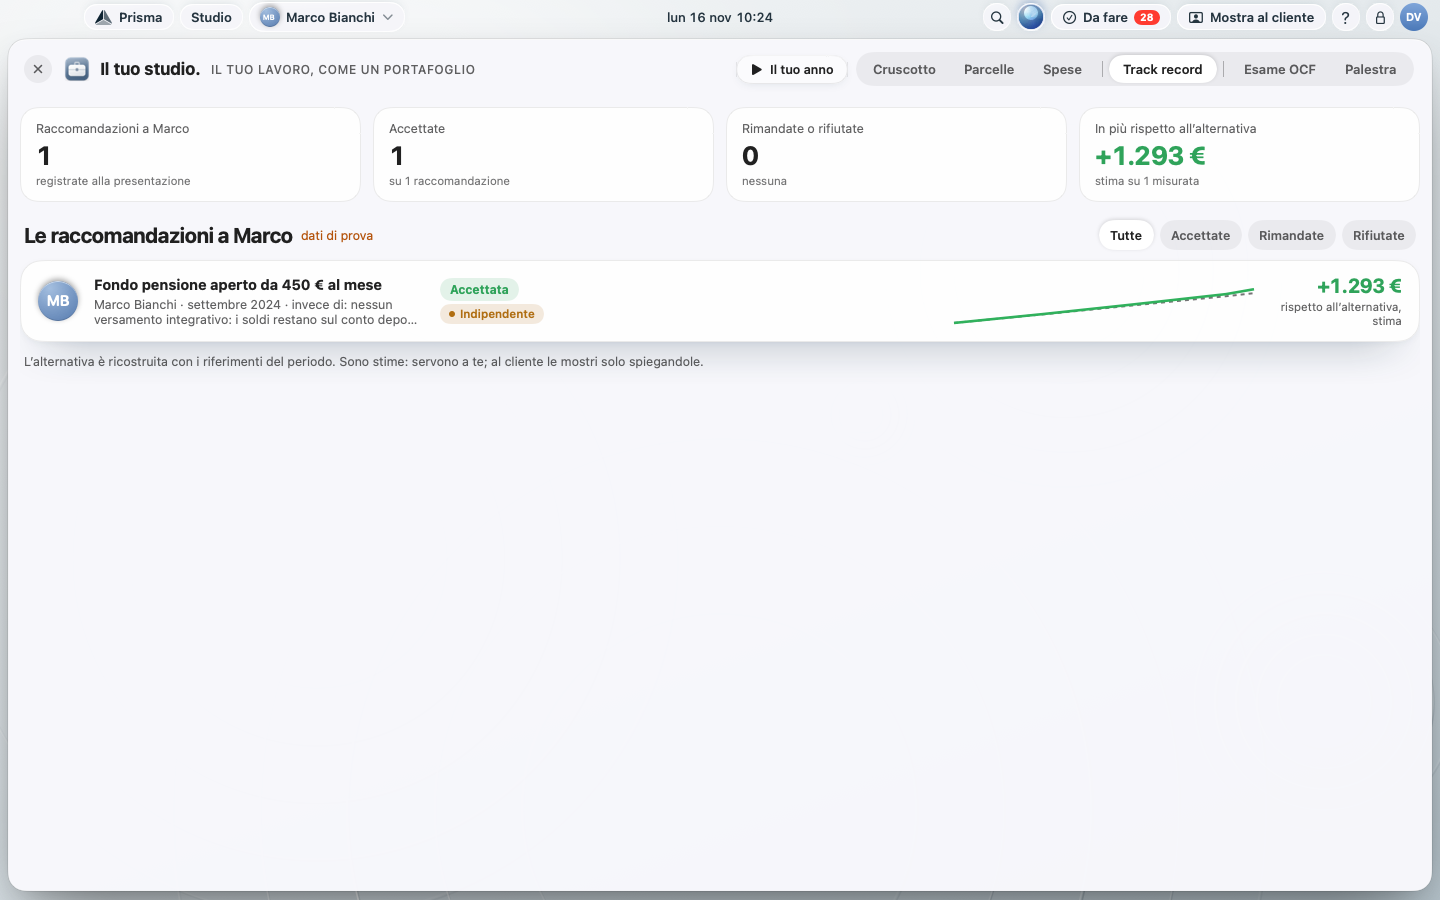 Prisma
Studio
MB
Marco Bianchi
lun 16 nov 10:24
Da fare
28
Mostra al cliente
?
DV
Il tuo studio.
IL TUO LAVORO, COME UN PORTAFOGLIO
Il tuo anno
Cruscotto
Parcelle
Spese
Track record
Esame OCF
Palestra
Raccomandazioni a Marco
1
registrate alla presentazione
Accettate
1
su 1 raccomandazione
Rimandate o rifiutate
0
nessuna
In più rispetto all’alternativa
+1.293 €
stima su 1 misurata
Le raccomandazioni a Marco
dati di prova
Tutte
Accettate
Rimandate
Rifiutate
MB
Fondo pensione aperto da 450 € al mese
Marco Bianchi · settembre 2024 · invece di: nessun
versamento integrativo: i soldi restano sul conto depo…
Accettata
Indipendente
+1.293 €
rispetto all’alternativa,
stima
L’alternativa è ricostruita con i riferimenti del periodo. Sono stime: servono a te; al cliente le mostri solo spiegandole.